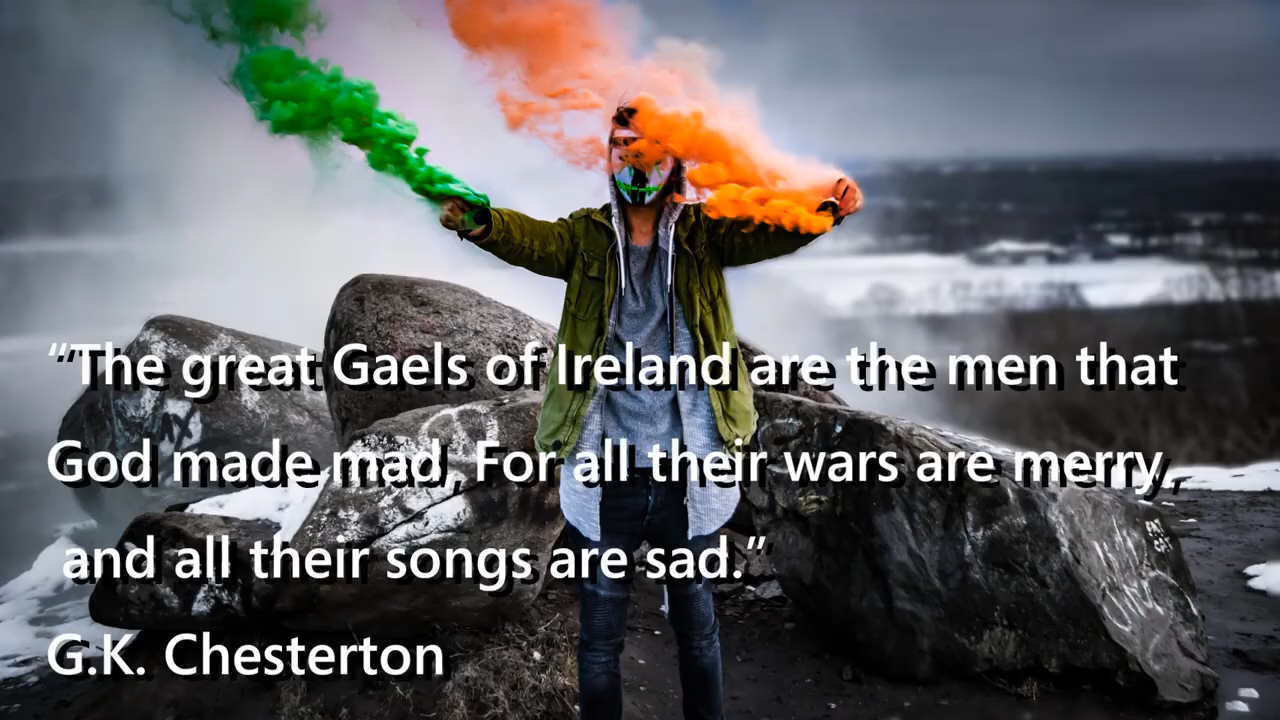 “The great Gaels of Ireland are the men that
God made mad, For all their wars are merry,
and all their songs are sad.”
G.K. Chesterton